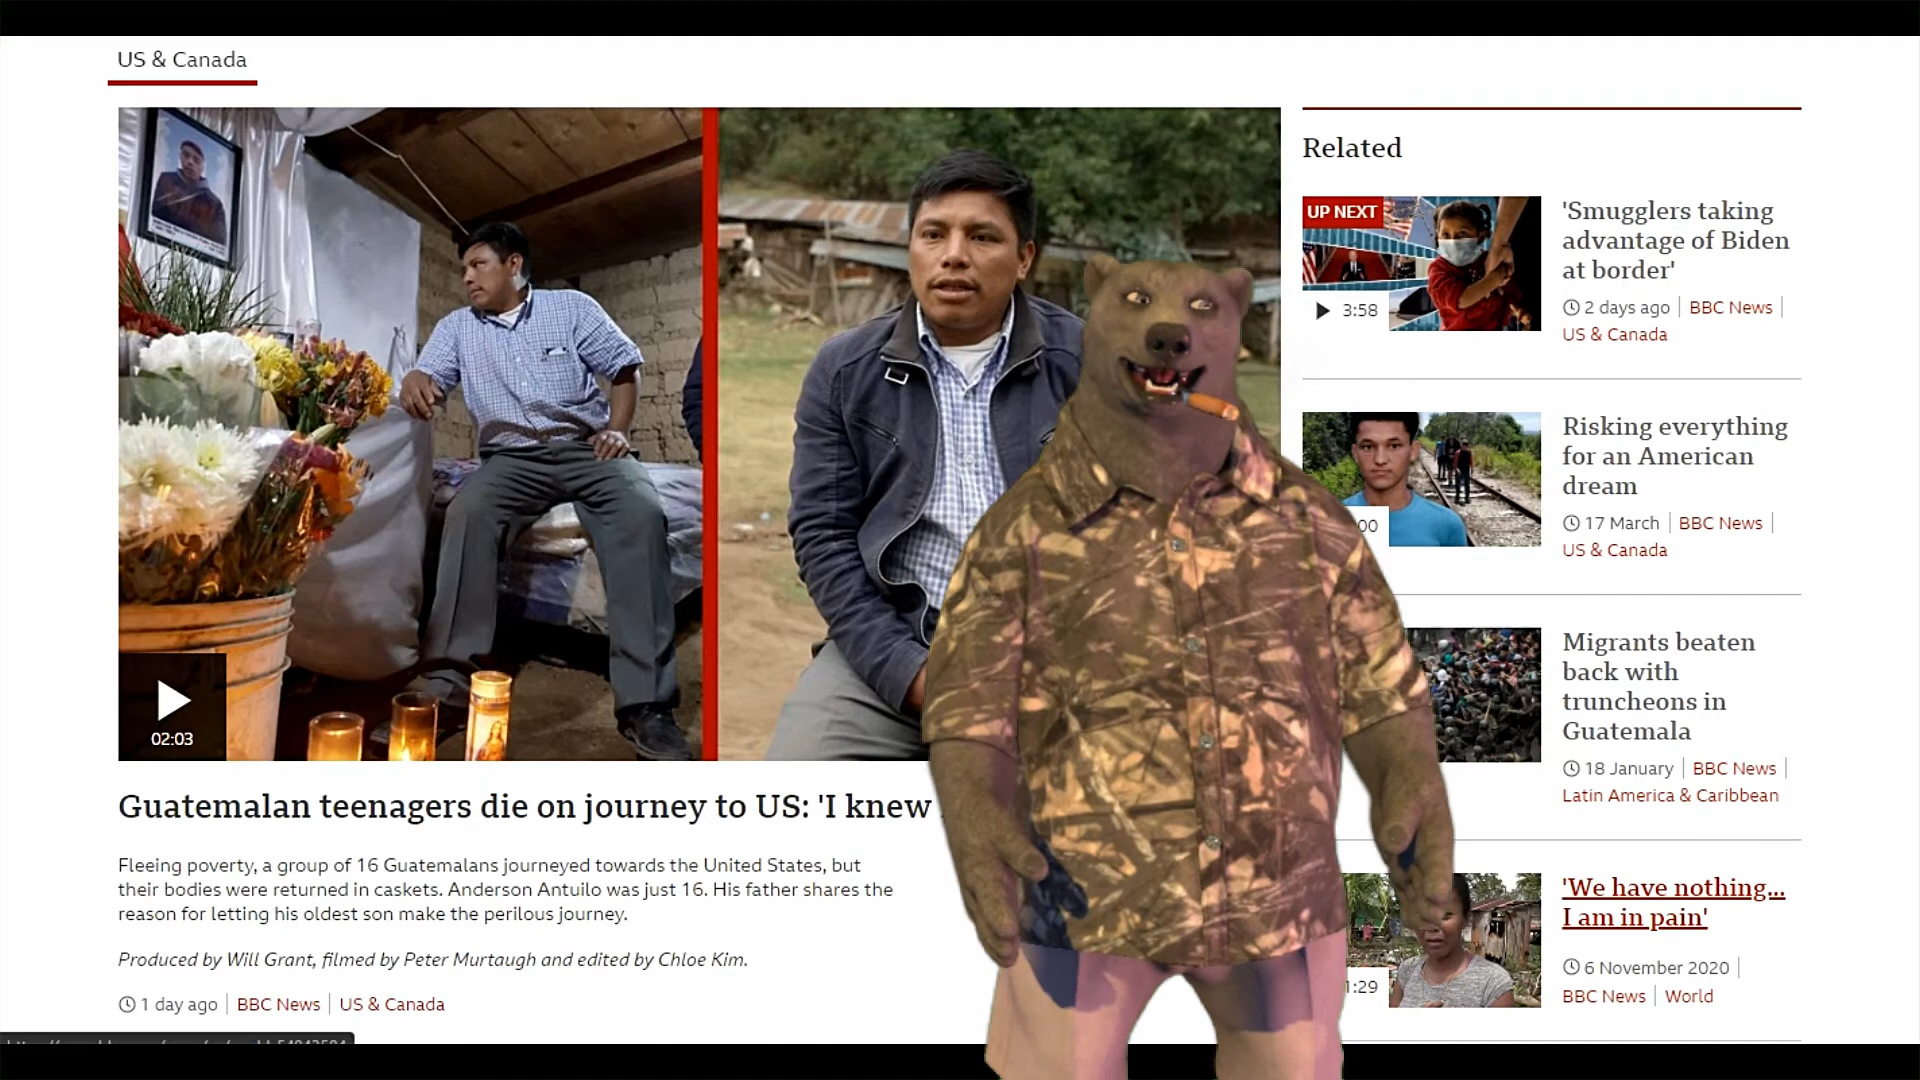 US & Canada
Related
UP NEXT
3:58
'Smugglers taking
advantage of Biden
at border'
2 days ago
BBC News
US & Canada
Risking everything
for an American
dream
17 March
BBC News
US & Canada
00
Migrants beaten
back with
truncheons in
Guatemala
18 January
BBC News
Latin America & Caribbean
'We have nothing...
I am in pain'
6 November 2020
BBC News
World
1:29
02:03
Guatemalan teenagers die on journey to US: 'I knew
Fleeing poverty, a group of 16 Guatemalans journeyed towards the United States, but
their bodies were returned in caskets. Anderson Antuilo was just 16. His father shares the
reason for letting his oldest son make the perilous journey.
Produced by Will Grant, filmed by Peter Murtaugh and edited by Chloe Kim.
1 day ago
BBC News
US & Canada